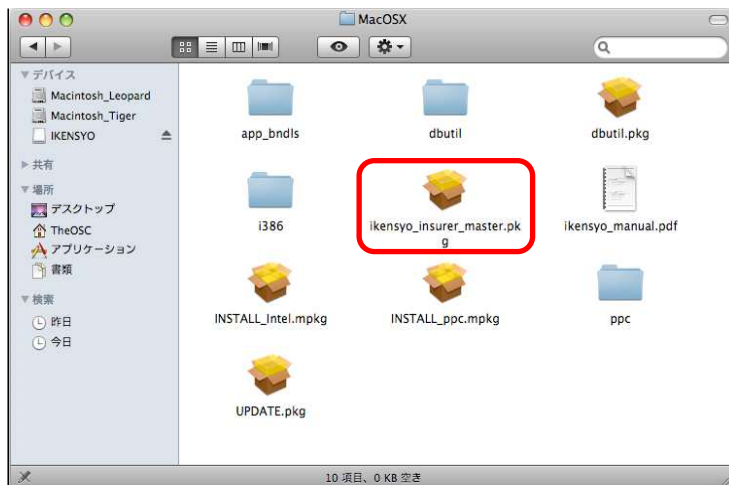 MacOSX
デバイス
Macintosh_Leopard
Macintosh_Tiger
IKENSYO
共有
場所
デスクトップ
TheOSC
アプリケーション
書類
検索
昨日
今日
app_bndls
dbutil
dbutil.pkg
i386
ikensyo_insurer_master.pk
g
ikensyo_manual.pdf
INSTALL_Intel.mpkg
INSTALL_ppc.mpkg
ppc
UPDATE.pkg
10 項目、0 KB 空き